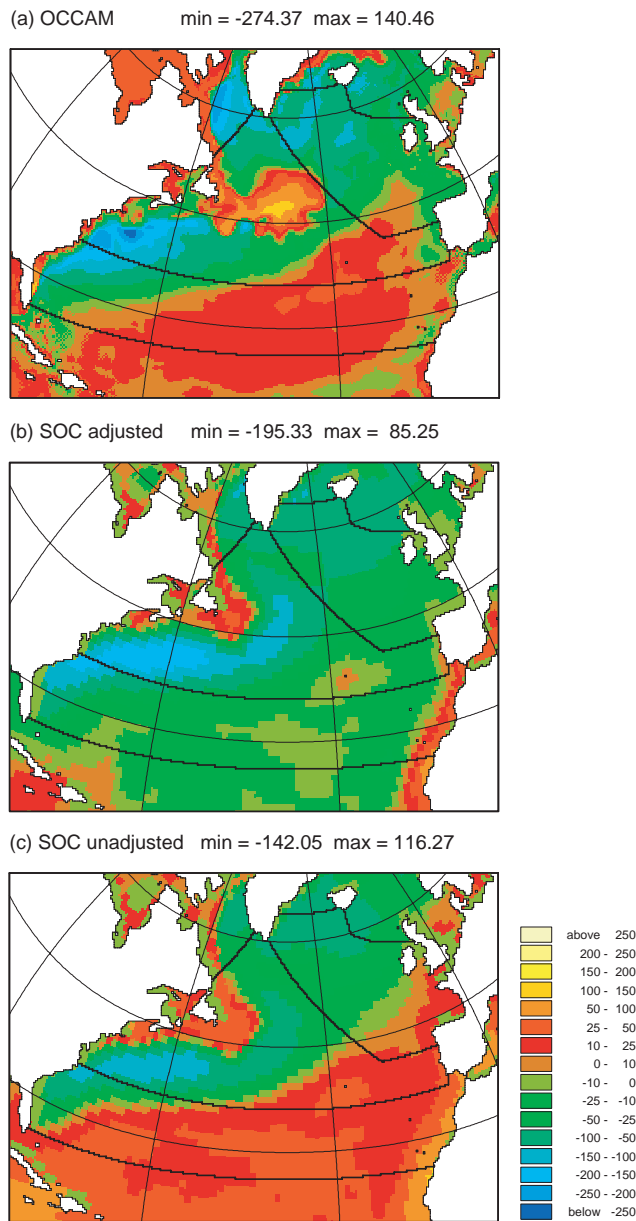 (a) OCCAM min = -274.37 max = 140.46
(b) SOC adjusted min = -195.33 max = 85.25
(c) SOC unadjusted min = -142.05 max = 116.27
above 250
200 - 250
150 - 200
100 - 150
50 - 100
25 - 50
10 - 25
0 - 10
-10 - 0
-25 - -10
-50 - -25
-100 - -50
-150 - -100
-200 - -150
-250 - -200
below -250